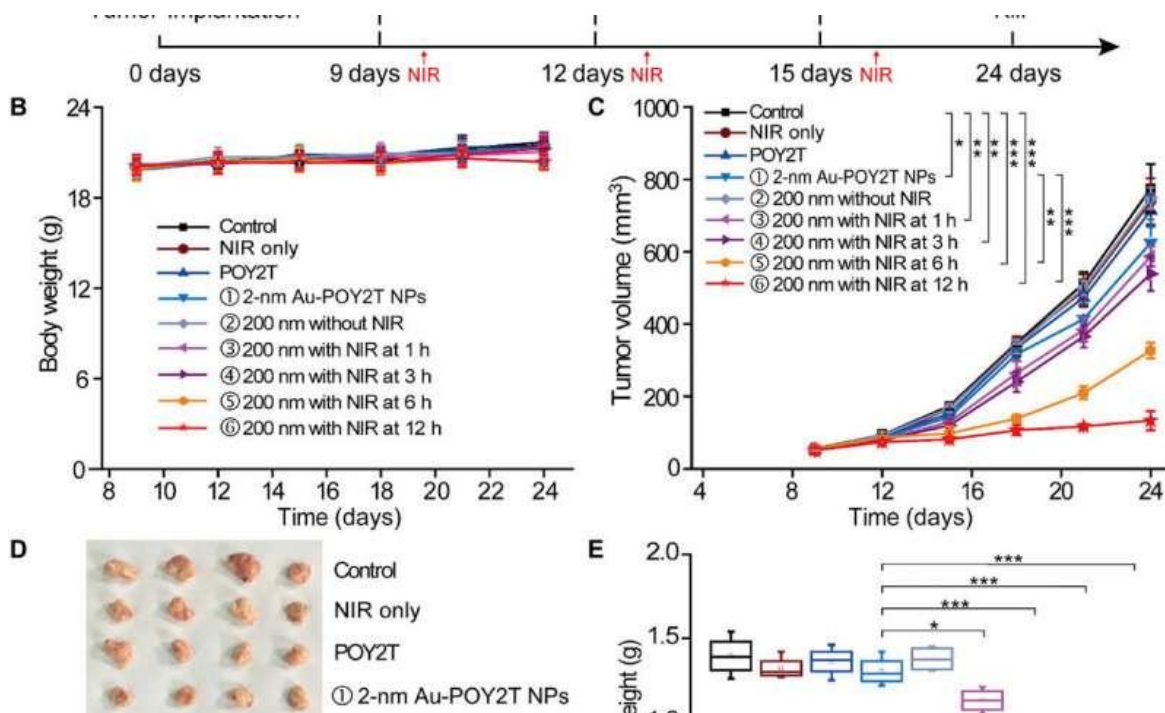 Tumor implantation Kill
0 days 9 days NIR 12 days NIR 15 days NIR 24 days
B
24
18
12
6
0
Body weight (g)
Control
NIR only
POY2T
① 2-nm Au-POY2T NPs
② 200 nm without NIR
③ 200 nm with NIR at 1 h
④ 200 nm with NIR at 3 h
⑤ 200 nm with NIR at 6 h
⑥ 200 nm with NIR at 12 h
8 10 12 14 16 18 20 22 24
Time (days)
C
1000
800
600
400
200
0
Tumor volume (mm³)
Control
NIR only
POY2T
① 2-nm Au-POY2T NPs
② 200 nm without NIR
③ 200 nm with NIR at 1 h
④ 200 nm with NIR at 3 h
⑤ 200 nm with NIR at 6 h
⑥ 200 nm with NIR at 12 h
* ** ** *** ***
** ***
4 8 12 16 20 24
Time (days)
D
Control
NIR only
POY2T
① 2-nm Au-POY2T NPs
E
2.0
1.5
eight (g)
***
***
***
*